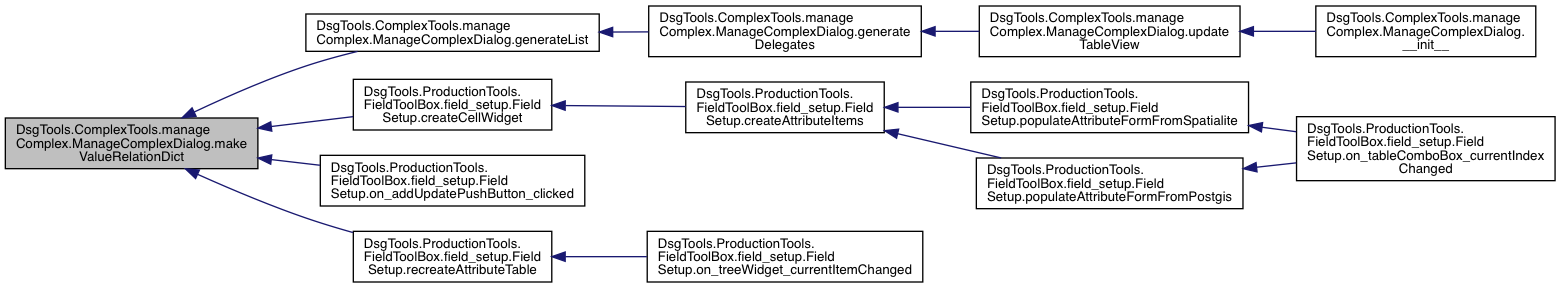 DsgTools.ComplexTools.manage
Complex.ManageComplexDialog.make
ValueRelationDict
DsgTools.ComplexTools.manage
Complex.ManageComplexDialog.generateList
DsgTools.ComplexTools.manage
Complex.ManageComplexDialog.generate
Delegates
DsgTools.ComplexTools.manage
Complex.ManageComplexDialog.update
TableView
DsgTools.ComplexTools.manage
Complex.ManageComplexDialog.
__init__
DsgTools.ProductionTools.
FieldToolBox.field_setup.Field
Setup.createCellWidget
DsgTools.ProductionTools.
FieldToolBox.field_setup.Field
Setup.createAttributeItems
DsgTools.ProductionTools.
FieldToolBox.field_setup.Field
Setup.populateAttributeFormFromSpatialite
DsgTools.ProductionTools.
FieldToolBox.field_setup.Field
Setup.populateAttributeFormFromPostgis
DsgTools.ProductionTools.
FieldToolBox.field_setup.Field
Setup.on_tableComboBox_currentIndex
Changed
DsgTools.ProductionTools.
FieldToolBox.field_setup.Field
Setup.on_addUpdatePushButton_clicked
DsgTools.ProductionTools.
FieldToolBox.field_setup.Field
Setup.recreateAttributeTable
DsgTools.ProductionTools.
FieldToolBox.field_setup.Field
Setup.on_treeWidget_currentItemChanged